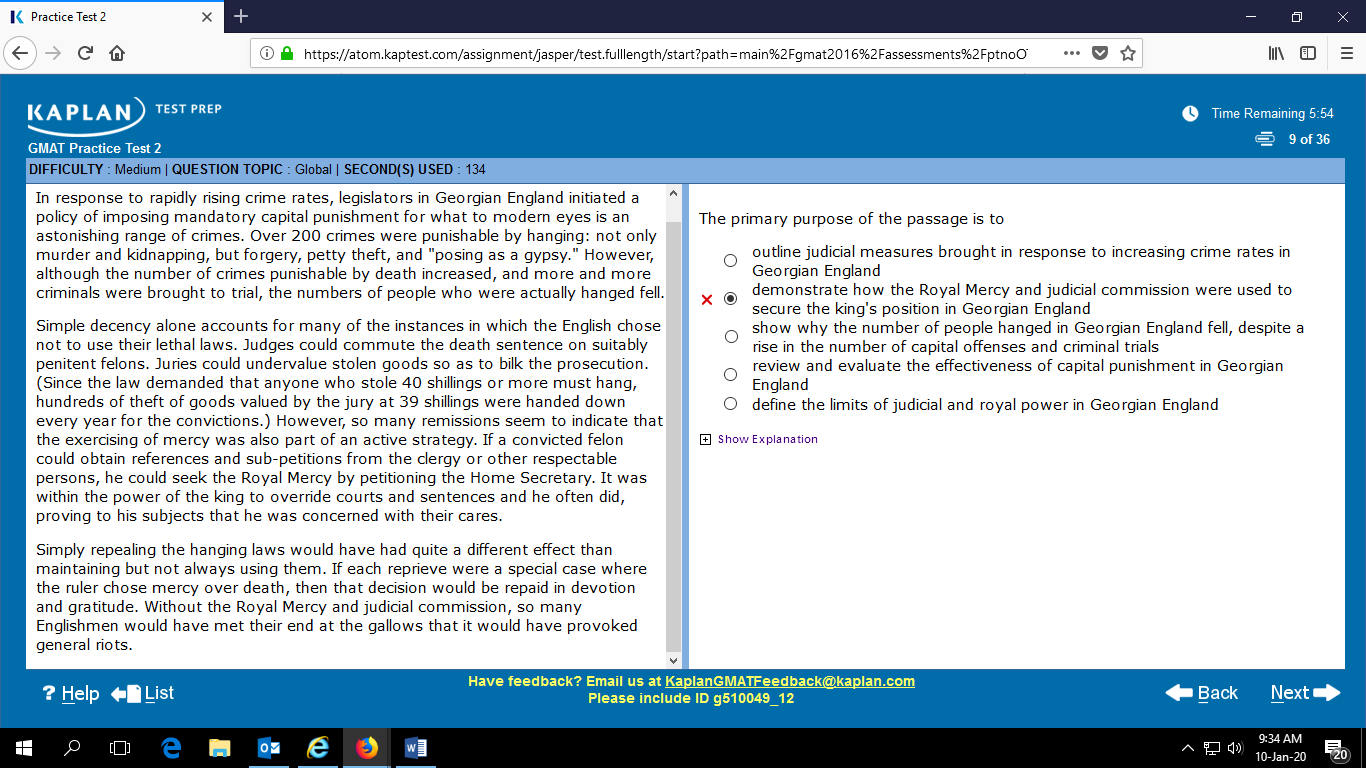 Practice Test 2
https://atom.kaptest.com/assignment/jasper/test.fulllength/start?path=main%2Fgmat2016%2Fassessments%2FptnoO
KAPLAN TEST PREP
GMAT Practice Test 2
Time Remaining 5:54
9 of 36
DIFFICULTY : Medium | QUESTION TOPIC : Global | SECOND(S) USED : 134
In response to rapidly rising crime rates, legislators in Georgian England initiated a
policy of imposing mandatory capital punishment for what to modern eyes is an
astonishing range of crimes. Over 200 crimes were punishable by hanging: not only
murder and kidnapping, but forgery, petty theft, and "posing as a gypsy." However,
although the number of crimes punishable by death increased, and more and more
criminals were brought to trial, the numbers of people who were actually hanged fell.
Simple decency alone accounts for many of the instances in which the English chose
not to use their lethal laws. Judges could commute the death sentence on suitably
penitent felons. Juries could undervalue stolen goods so as to bilk the prosecution.
(Since the law demanded that anyone who stole 40 shillings or more must hang,
hundreds of theft of goods valued by the jury at 39 shillings were handed down
every year for the convictions.) However, so many remissions seem to indicate that
the exercising of mercy was also part of an active strategy. If a convicted felon
could obtain references and sub-petitions from the clergy or other respectable
persons, he could seek the Royal Mercy by petitioning the Home Secretary. It was
within the power of the king to override courts and sentences and he often did,
proving to his subjects that he was concerned with their cares.
Simply repealing the hanging laws would have had quite a different effect than
maintaining but not always using them. If each reprieve were a special case where
the ruler chose mercy over death, then that decision would be repaid in devotion
and gratitude. Without the Royal Mercy and judicial commission, so many
Englishmen would have met their end at the gallows that it would have provoked
general riots.
The primary purpose of the passage is to
outline judicial measures brought in response to increasing crime rates in
Georgian England
demonstrate how the Royal Mercy and judicial commission were used to
secure the king's position in Georgian England
show why the number of people hanged in Georgian England fell, despite a
rise in the number of capital offenses and criminal trials
review and evaluate the effectiveness of capital punishment in Georgian
England
define the limits of judicial and royal power in Georgian England
Show Explanation
? Help
List
Have feedback? Email us at KaplanGMATFeedback@kaplan.com
Please include ID g510049_12
Back
Next
9:34 AM
10-Jan-20
20